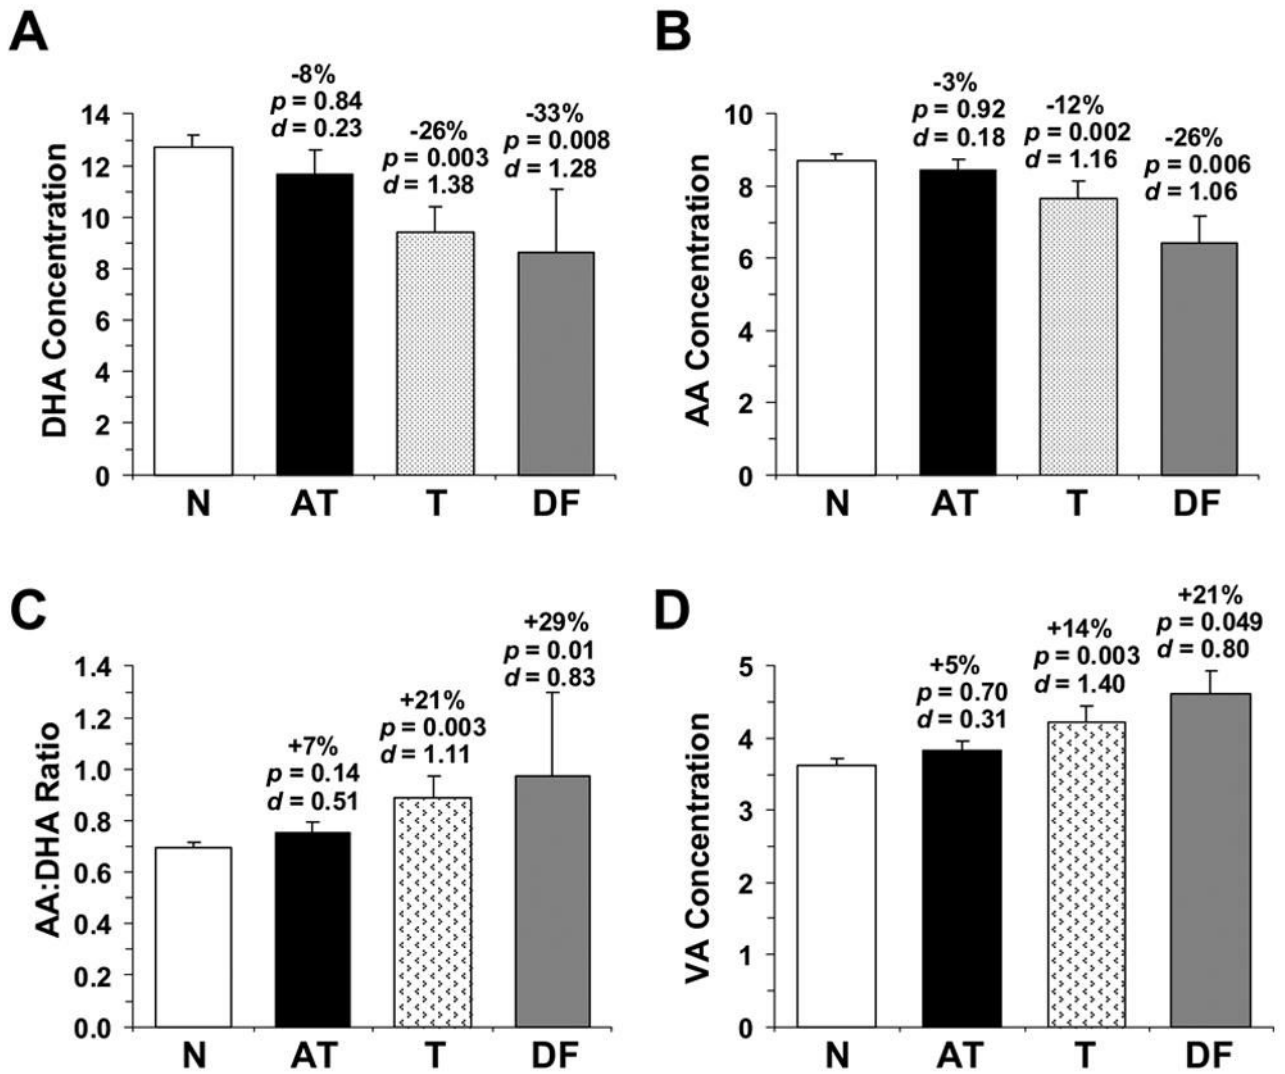 A
-8%
p = 0.84
d = 0.23
-26%
p = 0.003
d = 1.38
-33%
p = 0.008
d = 1.28
DHA Concentration
14
12
10
8
6
4
2
0
N AT T DF
B
-3%
p = 0.92
d = 0.18
-12%
p = 0.002
d = 1.16
-26%
p = 0.006
d = 1.06
AA Concentration
10
8
6
4
2
0
N AT T DF
C
+7%
p = 0.14
d = 0.51
+21%
p = 0.003
d = 1.11
+29%
p = 0.01
d = 0.83
AA:DHA Ratio
1.4
1.2
1.0
0.8
0.6
0.4
0.2
0.0
N AT T DF
D
+5%
p = 0.70
d = 0.31
+14%
p = 0.003
d = 1.40
+21%
p = 0.049
d = 0.80
VA Concentration
5
4
3
2
1
0
N AT T DF